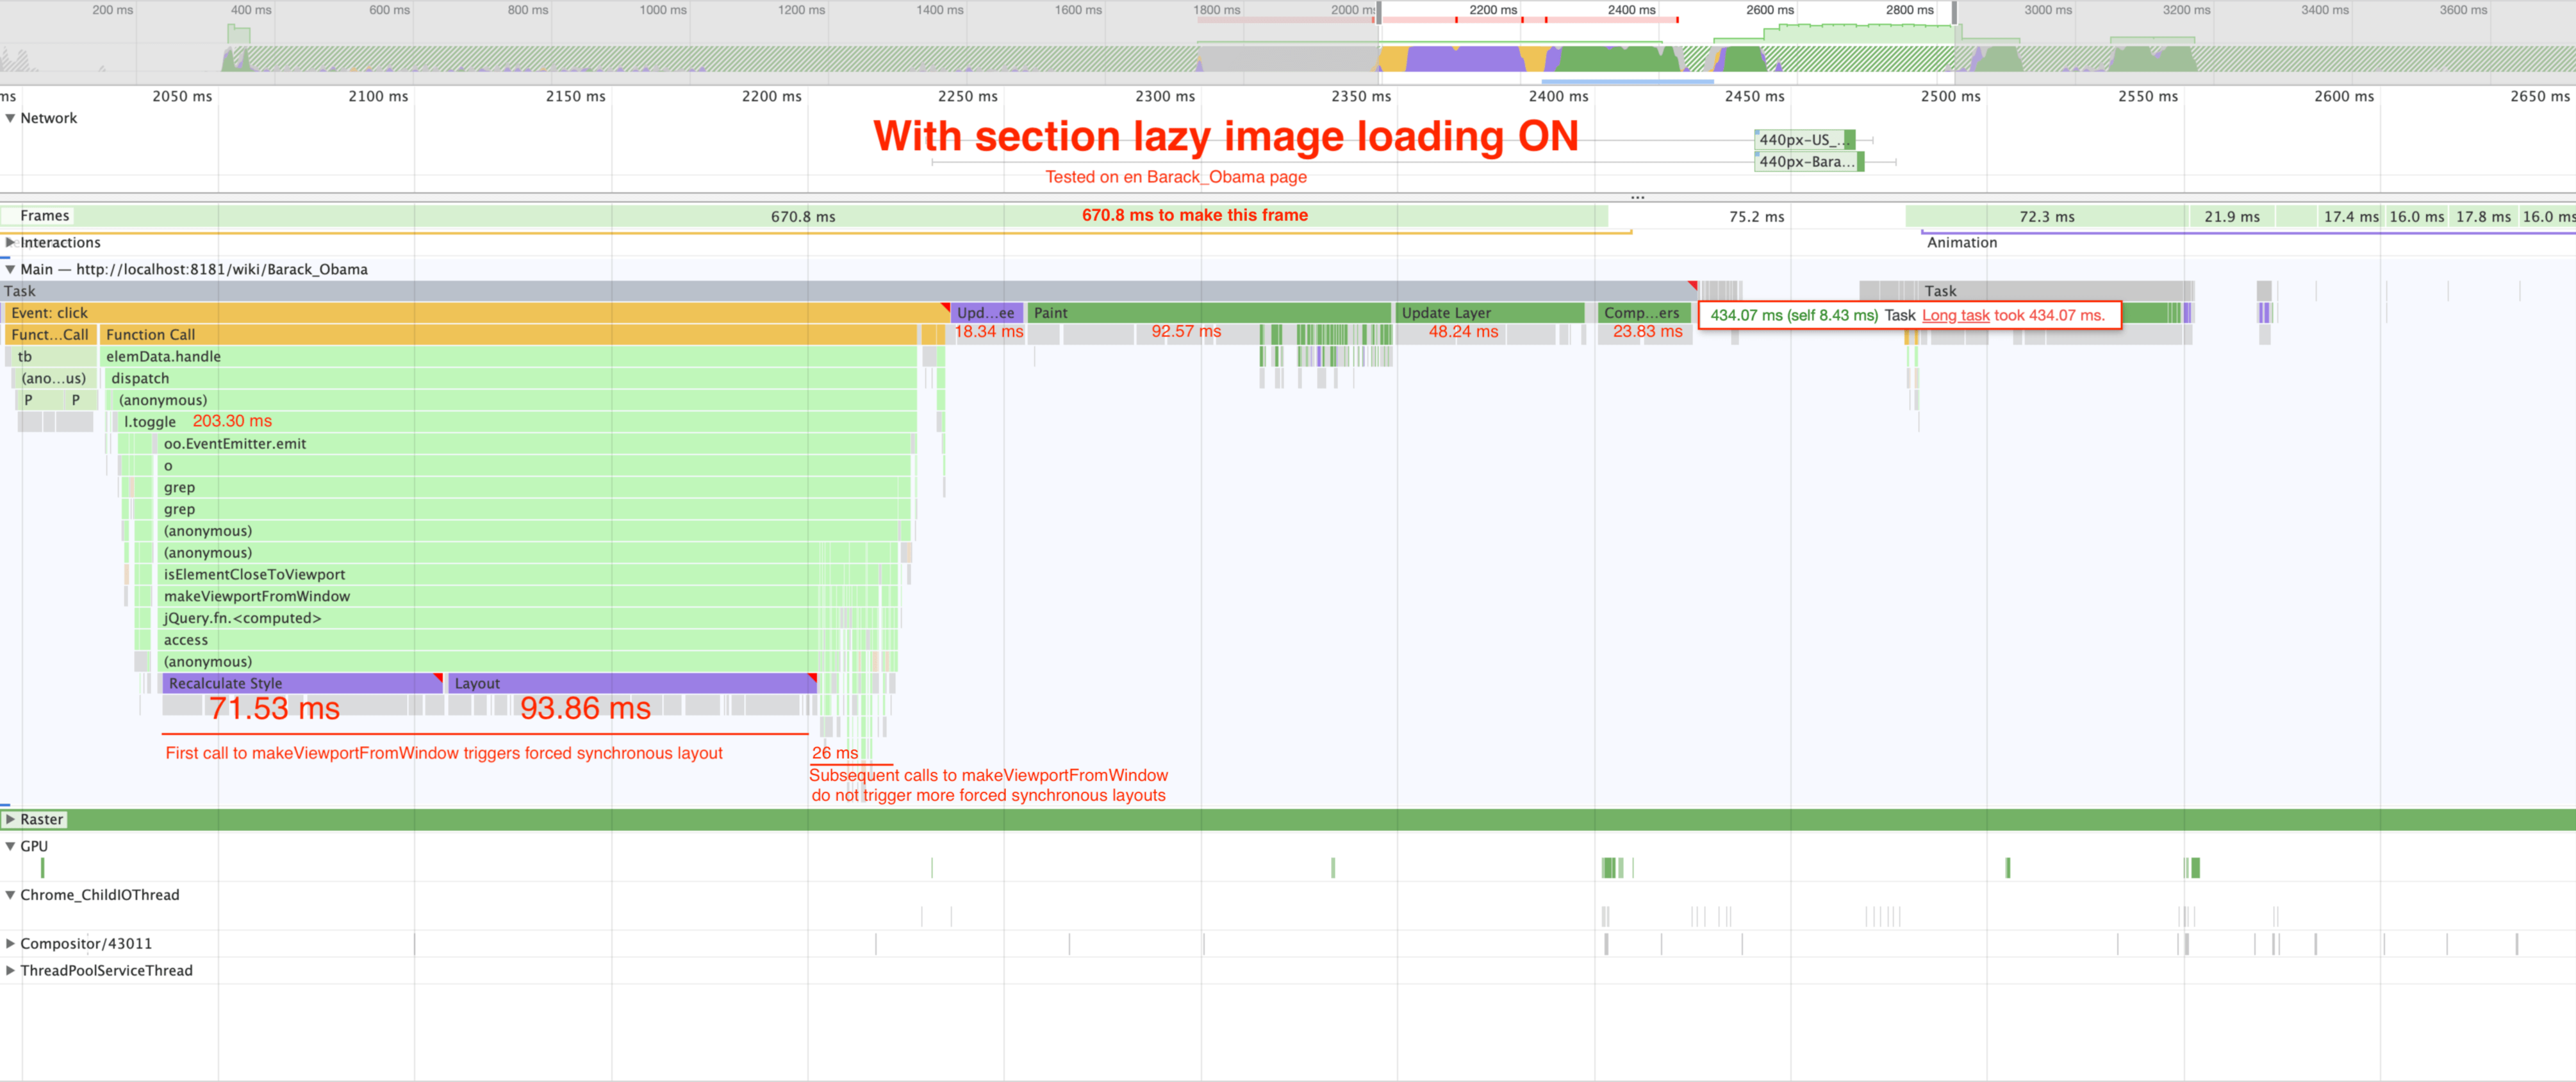 200 ms 400 ms 600 ms 800 ms 1000 ms 1200 ms 1400 ms 1600 ms 1800 ms 2000 ms 2200 ms 2400 ms 2600 ms 2800 ms 3000 ms 3200 ms 3400 ms 3600 ms
ms 2050 ms 2100 ms 2150 ms 2200 ms 2250 ms 2300 ms 2350 ms 2400 ms 2450 ms 2500 ms 2550 ms 2600 ms 2650 ms
Network
With section lazy image loading ON
440px-US_...
440px-Bara...
Tested on en Barack_Obama page
...
Frames 670.8 ms 670.8 ms to make this frame 75.2 ms 72.3 ms 21.9 ms 17.4 ms 16.0 ms 17.8 ms 16.0 ms
Interactions Animation
Main — http://localhost:8181/wiki/Barack_Obama
Task Task
Event: click Upd...ee Paint Update Layer Comp...ers 434.07 ms (self 8.43 ms) Task Long task took 434.07 ms.
Funct...Call Function Call 18.34 ms 92.57 ms 48.24 ms 23.83 ms
tb elemData.handle
(ano...us) dispatch
P P (anonymous)
l.toggle 203.30 ms
oo.EventEmitter.emit
o
grep
grep
(anonymous)
(anonymous)
isElementCloseToViewport
makeViewportFromWindow
jQuery.fn.<computed>
access
(anonymous)
Recalculate Style Layout
71.53 ms 93.86 ms
First call to makeViewportFromWindow triggers forced synchronous layout 26 ms
Subsequent calls to makeViewportFromWindow
do not trigger more forced synchronous layouts
Raster
GPU
Chrome_ChildIOThread
Compositor/43011
ThreadPoolServiceThread